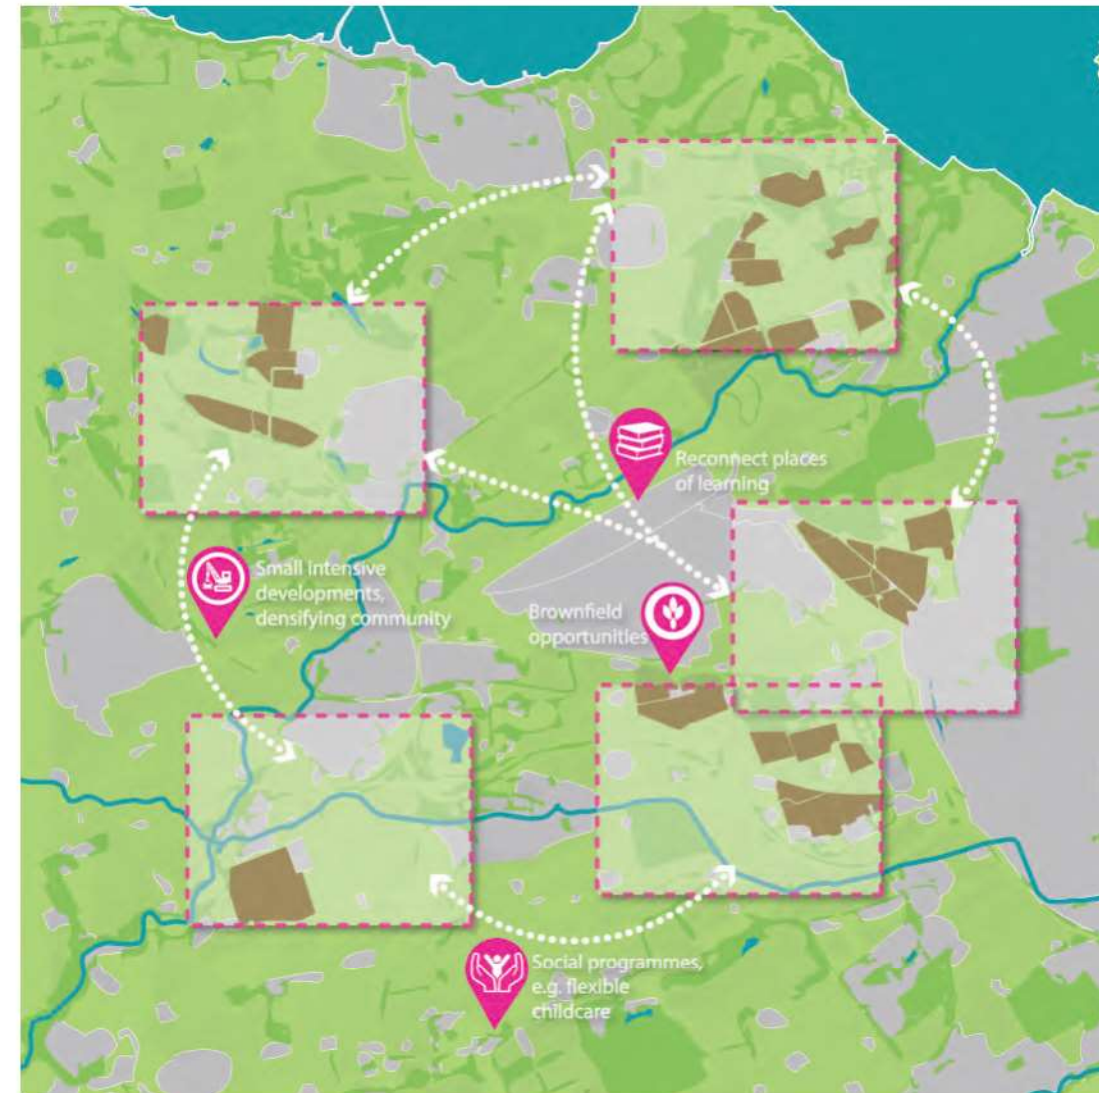 Reconnect places
of learning
Small intensive
developments,
densifying community
Brownfield
opportunities
Social programmes,
e.g. flexible
childcare